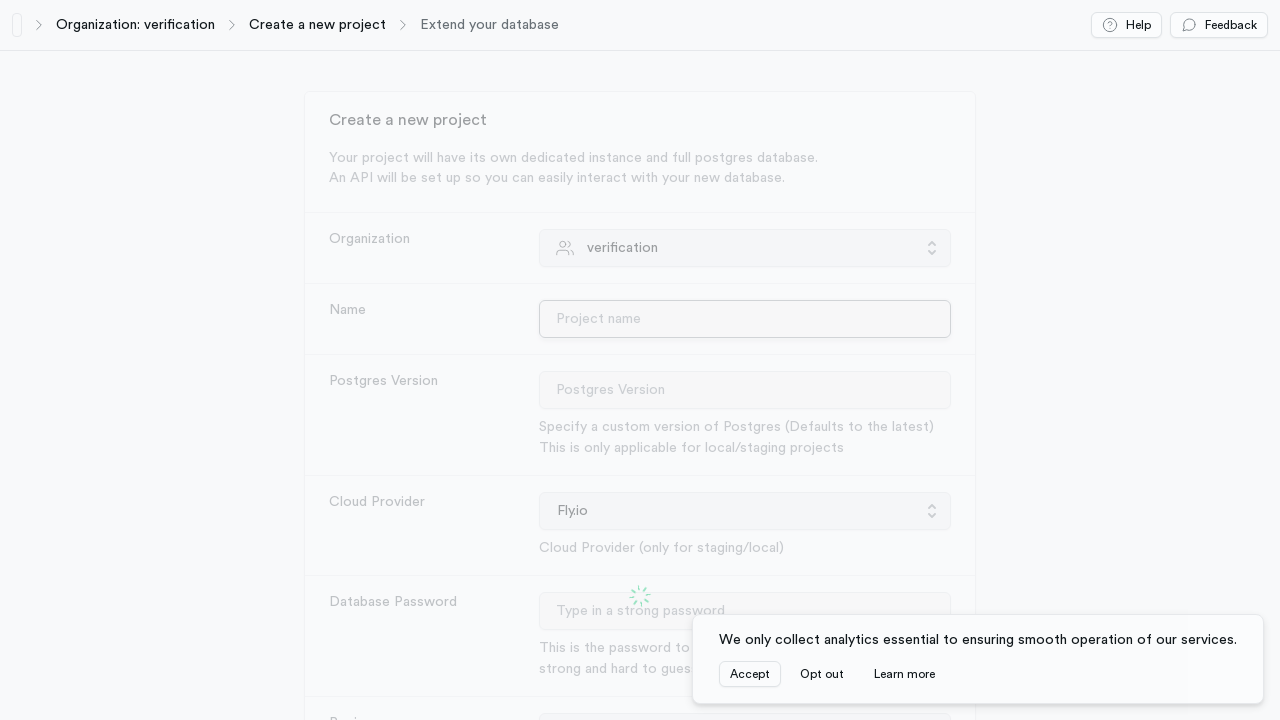 Organization: verification
Create a new project
Extend your database
Help
Feedback
Create a new project
Your project will have its own dedicated instance and full postgres database.
An API will be set up so you can easily interact with your new database.
Organization
verification
Name
Project name
Postgres Version
Postgres Version
Specify a custom version of Postgres (Defaults to the latest)
This is only applicable for local/staging projects
Cloud Provider
Fly.io
Cloud Provider (only for staging/local)
Database Password
Type in a strong password
This is the password to
strong and hard to gues
We only collect analytics essential to ensuring smooth operation of our services.
Accept
Opt out
Learn more